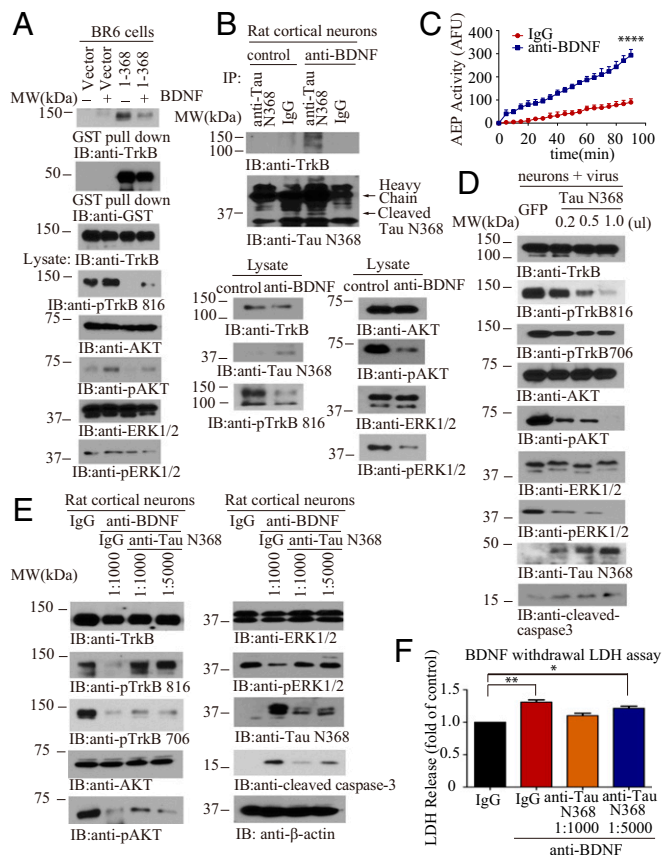 A
BR6 cells
Vector
Vector
1-368
1-368
MW(kDa) – + – + BDNF
150
GST pull down
IB:anti-TrkB
50
GST pull down
IB:anti-GST
150
Lysate: IB:anti-TrkB
150
IB:anti-pTrkB 816
75
IB:anti-AKT
75
IB:anti-pAKT
37
IB:anti-ERK1/2
37
IB:anti-pERK1/2
B
Rat cortical neurons
control anti-BDNF
IP:
anti-Tau N368
IgG
anti-Tau N368
IgG
MW(kDa)
150
100
IB:anti-TrkB
Heavy Chain
37
Cleaved Tau N368
IB:anti-Tau N368
Lysate
control anti-BDNF
150
100
IB:anti-TrkB
37
IB:anti-Tau N368
150
100
IB:anti-pTrkB 816
Lysate
control anti-BDNF
75
IB:anti-AKT
75
IB:anti-pAKT
37
IB:anti-ERK1/2
37
IB:anti-pERK1/2
C
IgG
anti-BDNF
****
AEP Activity (AFU)
400
300
200
100
0
0 20 40 60 80 100
time(min)
D
neurons + virus
GFP Tau N368
MW(kDa) 0.2 0.5 1.0 (ul)
150
100
IB:anti-TrkB
150
IB:anti-pTrkB816
150
IB:anti-pTrkB706
75
IB:anti-AKT
75
IB:anti-pAKT
37
IB:anti-ERK1/2
37
IB:anti-pERK1/2
50
IB:anti-Tau N368
15
IB:anti-cleaved-
caspase3
E
Rat cortical neurons
IgG anti-BDNF
IgG anti-Tau N368
MW(kDa)
1:1000
1:1000
1:5000
150
IB:anti-TrkB
150
IB:anti-pTrkB 816
150
IB:anti-pTrkB 706
75
IB:anti-AKT
75
IB:anti-pAKT
Rat cortical neurons
IgG anti-BDNF
IgG anti-Tau N368
1:1000
1:1000
1:5000
37
IB:anti-ERK1/2
37
IB:anti-pERK1/2
37
IB:anti-Tau N368
15
IB:anti-cleaved caspase-3
IB: anti-β-actin
F
BDNF withdrawal LDH assay
*
**
LDH Release (fold of control)
1.5
1.0
0.5
0.0
IgG
IgG
anti-Tau N368 1:1000
anti-Tau N368 1:5000
anti-BDNF